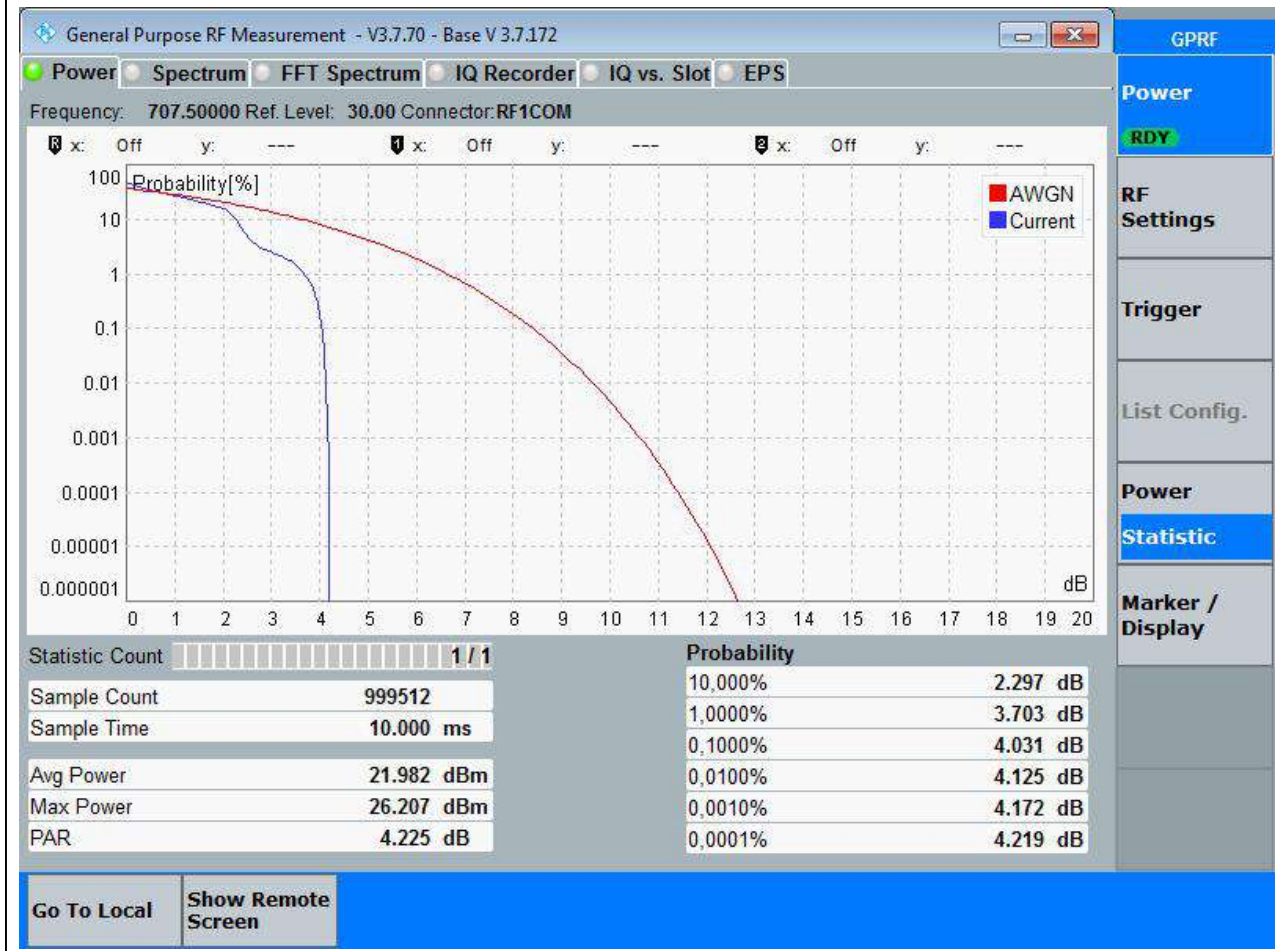 General Purpose RF Measurement - V3.7.70 - Base V 3.7.172
GPRF
Power Spectrum FFT Spectrum IQ Recorder IQ vs. Slot EPS
Frequency: 707.50000 Ref. Level: 30.00 Connector:RF1COM
R x: Off y: --- 1 x: Off y: --- 2 x: Off y: ---
Probability[%]
AWGN
Current
100
10
1
0.1
0.01
0.001
0.0001
0.00001
0.000001
dB
0 1 2 3 4 5 6 7 8 9 10 11 12 13 14 15 16 17 18 19 20
Statistic Count 1 / 1
Sample Count 999512
Sample Time 10.000 ms
Avg Power 21.982 dBm
Max Power 26.207 dBm
PAR 4.225 dB
Probability
10,000% 2.297 dB
1,0000% 3.703 dB
0,1000% 4.031 dB
0,0100% 4.125 dB
0,0010% 4.172 dB
0,0001% 4.219 dB
Power
RDY
RF
Settings
Trigger
List Config.
Power
Statistic
Marker /
Display
Go To Local
Show Remote
Screen